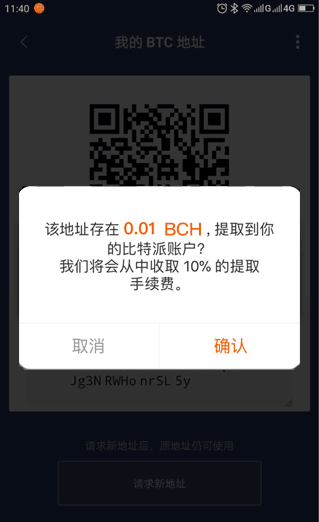 11:40
G
4G
我的 BTC 地址
该地址存在 0.01 BCH , 提取到你
的比特派账户?
我们将会从中收取 10% 的提取
手续费。
取消
确认
Jg3N RWHo nrSL 5y
请求新地址后，原地址仍可使用
请求新地址